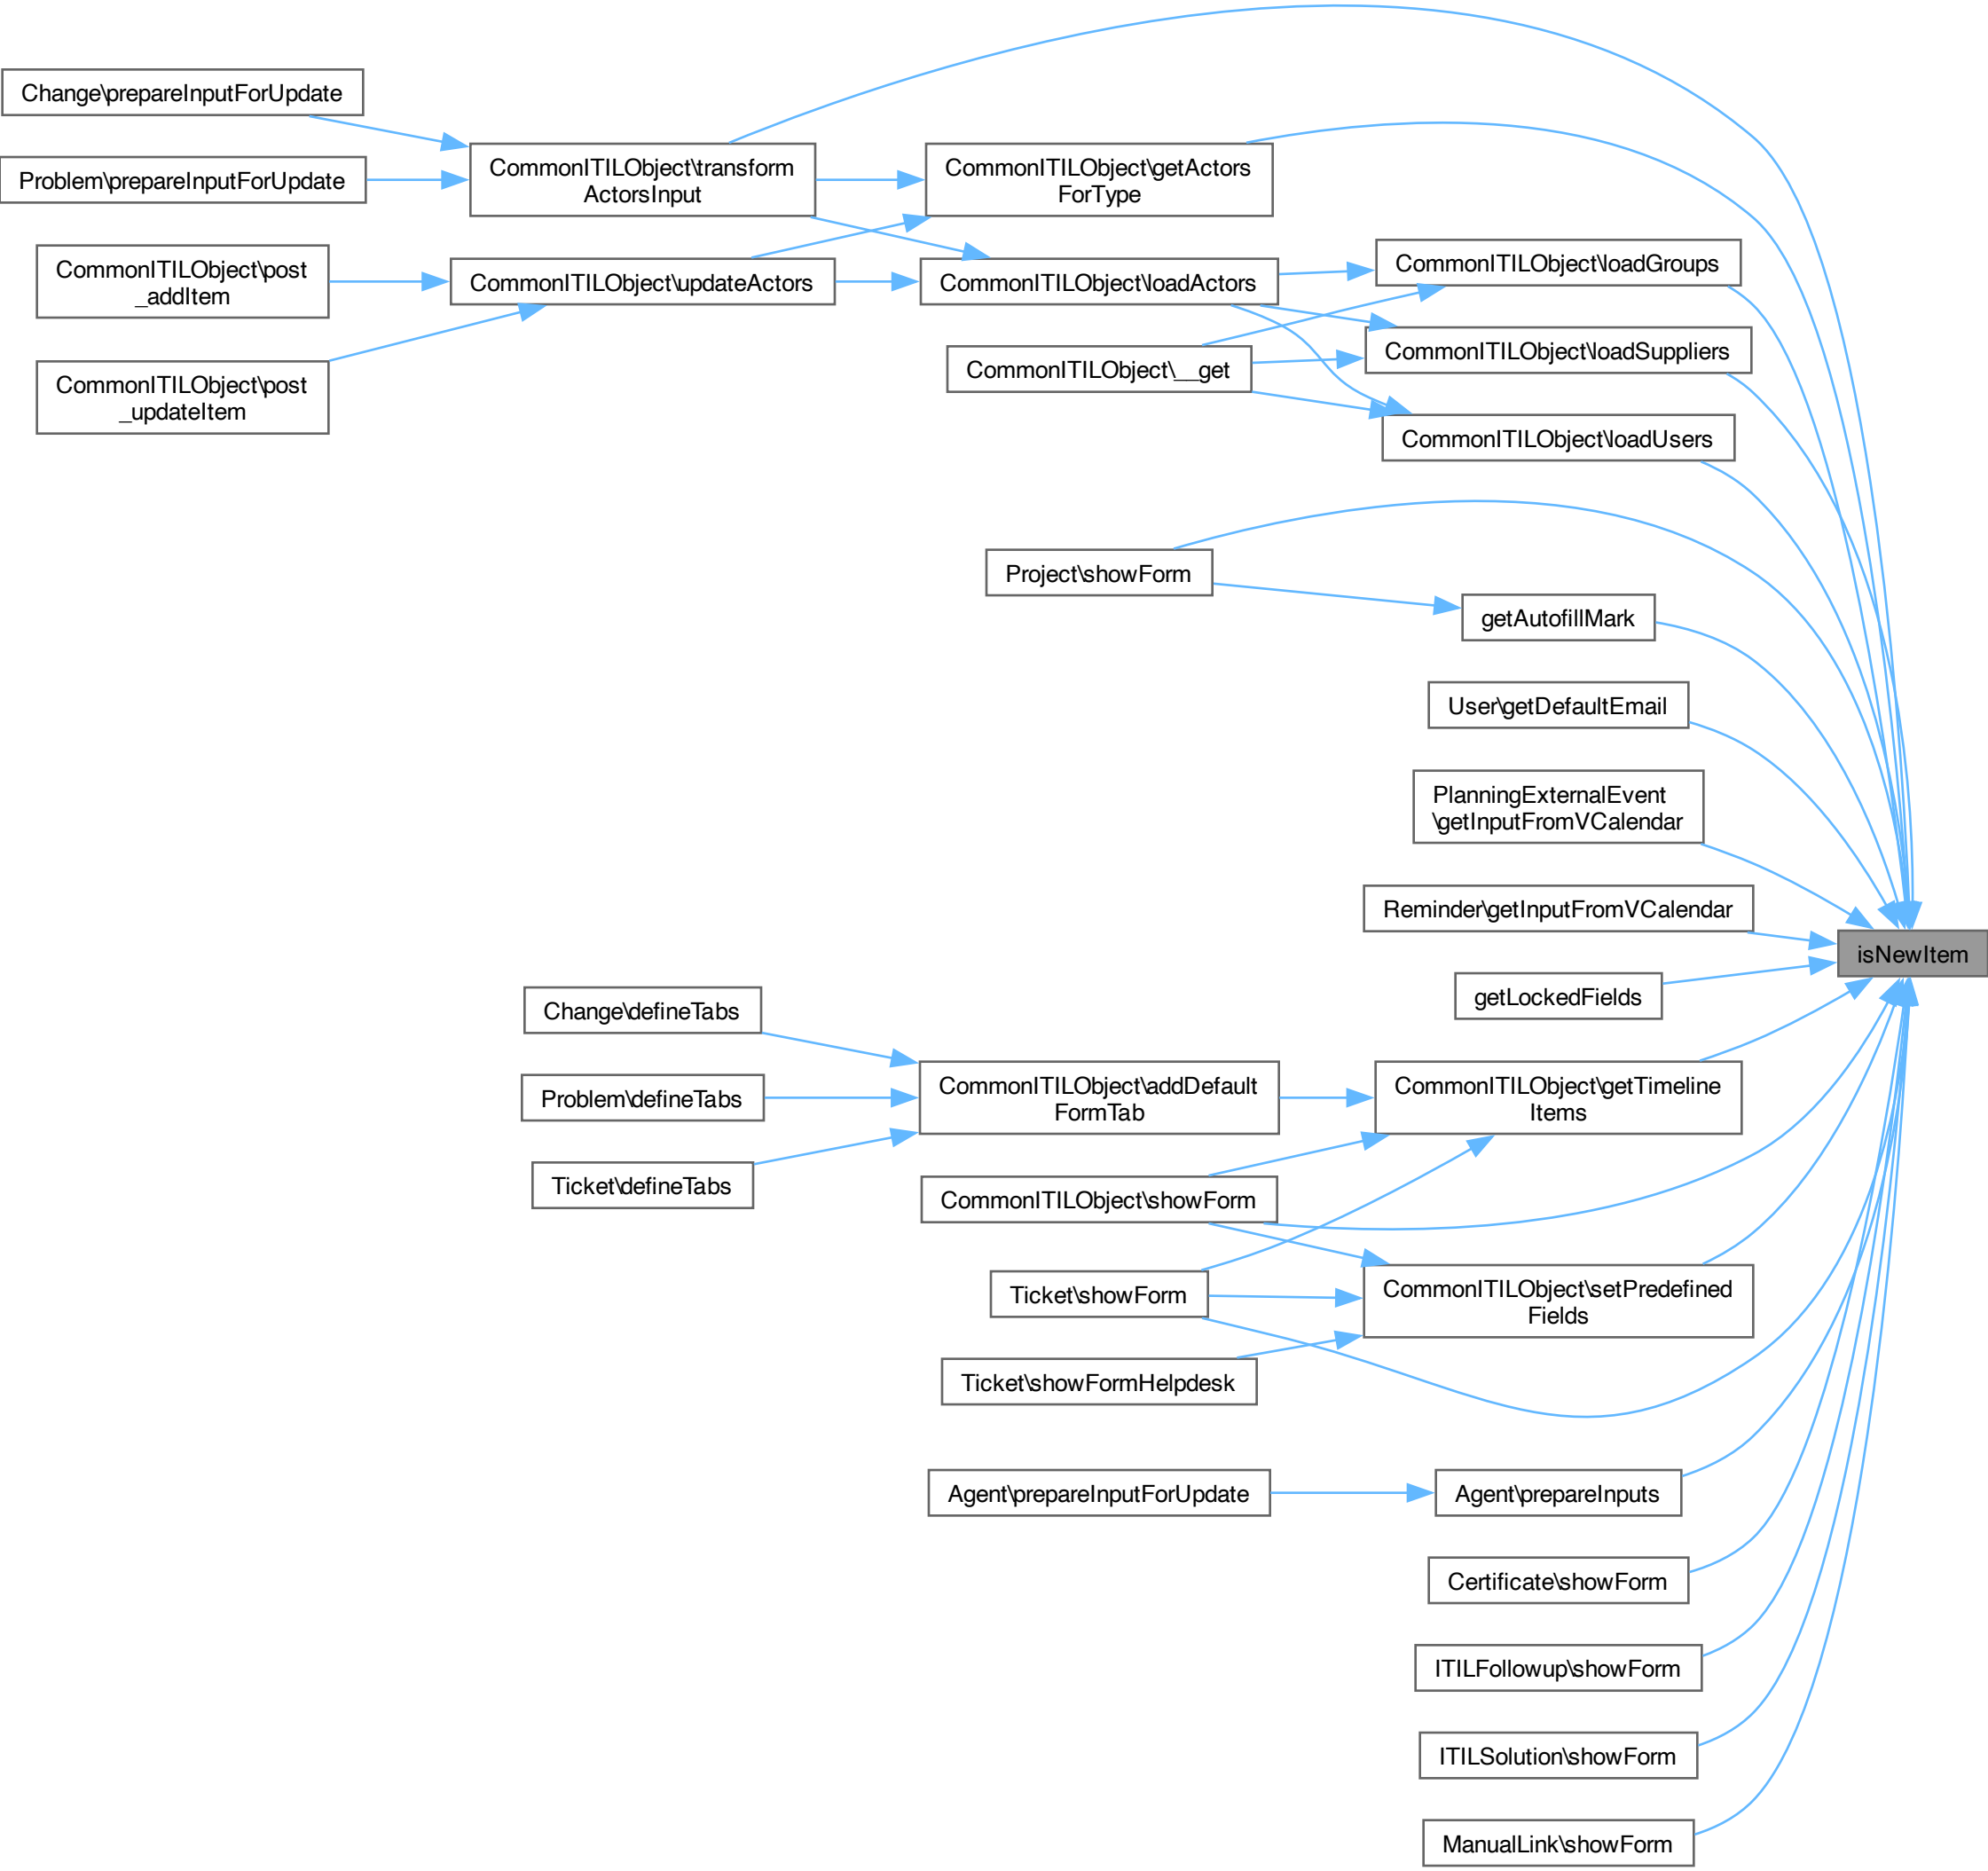 Change\prepareInputForUpdate
Problem\prepareInputForUpdate
CommonITILObject\transform
ActorsInput
CommonITILObject\getActors
ForType
CommonITILObject\post
_addItem
CommonITILObject\updateActors
CommonITILObject\loadActors
CommonITILObject\loadGroups
CommonITILObject\post
_updateItem
CommonITILObject\__get
CommonITILObject\loadSuppliers
CommonITILObject\loadUsers
Project\showForm
getAutofillMark
User\getDefaultEmail
PlanningExternalEvent
\getInputFromVCalendar
Reminder\getInputFromVCalendar
isNewItem
getLockedFields
Change\defineTabs
Problem\defineTabs
Ticket\defineTabs
CommonITILObject\addDefault
FormTab
CommonITILObject\getTimeline
Items
CommonITILObject\showForm
Ticket\showForm
CommonITILObject\setPredefined
Fields
Ticket\showFormHelpdesk
Agent\prepareInputForUpdate
Agent\prepareInputs
Certificate\showForm
ITILFollowup\showForm
ITILSolution\showForm
ManualLink\showForm